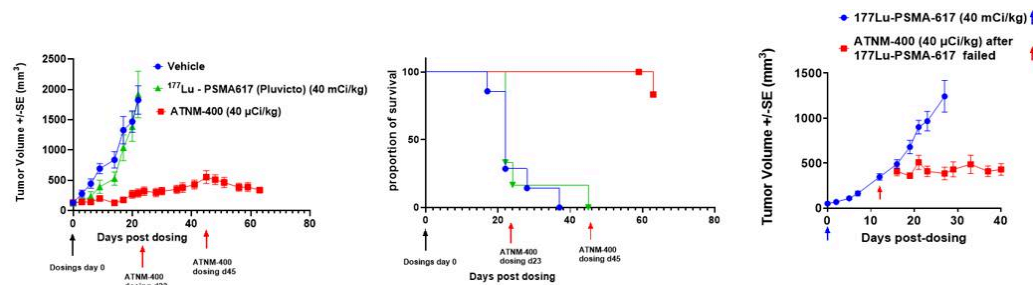 Tumor Volume +/-SE (mm³)
2500
2000
1500
1000
500
0
0
20
40
60
80
Vehicle
¹⁷⁷Lu - PSMA617 (Pluvicto) (40 mCi/kg)
ATNM-400 (40 µCi/kg)
Days post dosing
Dosings day 0
ATNM-400
ATNM-400
dosing d45
proportion of survival
100
50
0
0
20
40
60
80
ATNM-400
dosing d23
ATNM-400
dosing d45
Days post dosing
177Lu-PSMA-617 (40 mCi/kg)
ATNM-400 (40 µCi/kg) after
177Lu-PSMA-617 failed
Tumor Volume +/-SE (mm³)
1500
1000
500
0
0
10
20
30
40
Days post-dosing